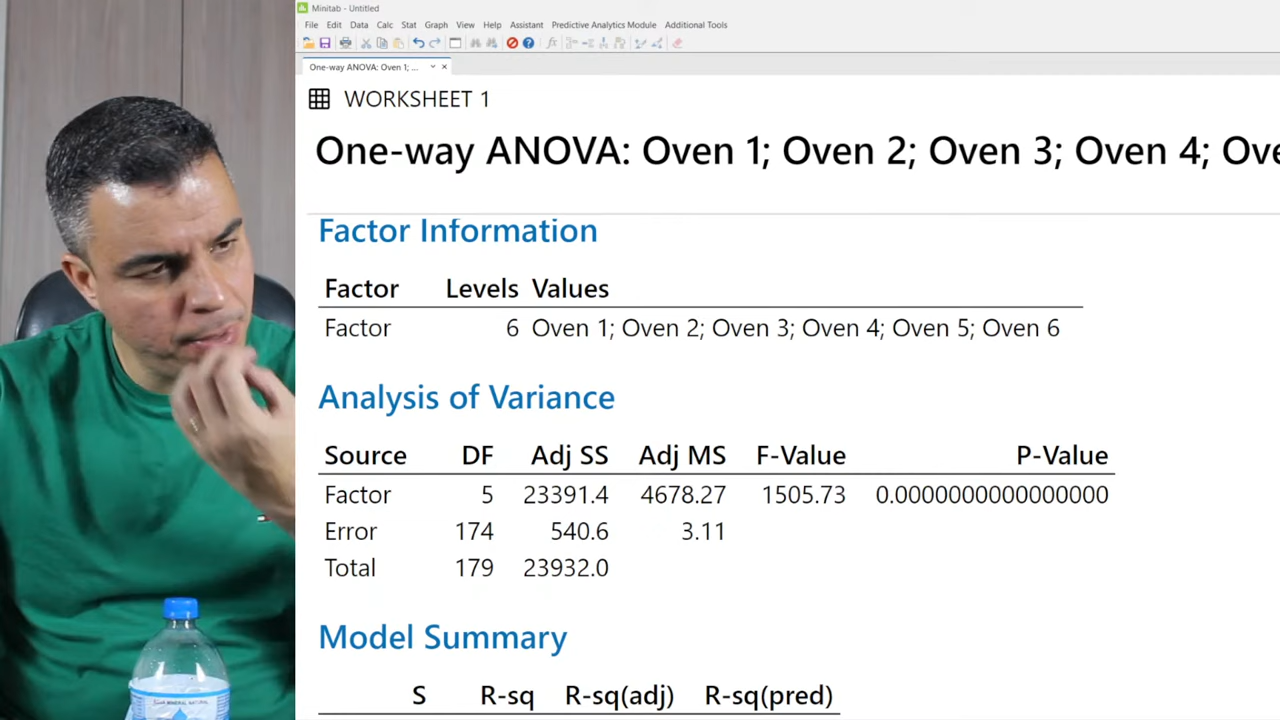 Minitab - Untitled
File Edit Data Calc Stat Graph View Help Assistant Predictive Analytics Module Additional Tools
One-way ANOVA: Oven 1; ...
WORKSHEET 1
One-way ANOVA: Oven 1; Oven 2; Oven 3; Oven 4; Ove
Factor Information
Factor Levels Values
Factor 6 Oven 1; Oven 2; Oven 3; Oven 4; Oven 5; Oven 6
Analysis of Variance
Source DF Adj SS Adj MS F-Value P-Value
Factor 5 23391.4 4678.27 1505.73 0.0000000000000000
Error 174 540.6 3.11
Total 179 23932.0
Model Summary
S R-sq R-sq(adj) R-sq(pred)